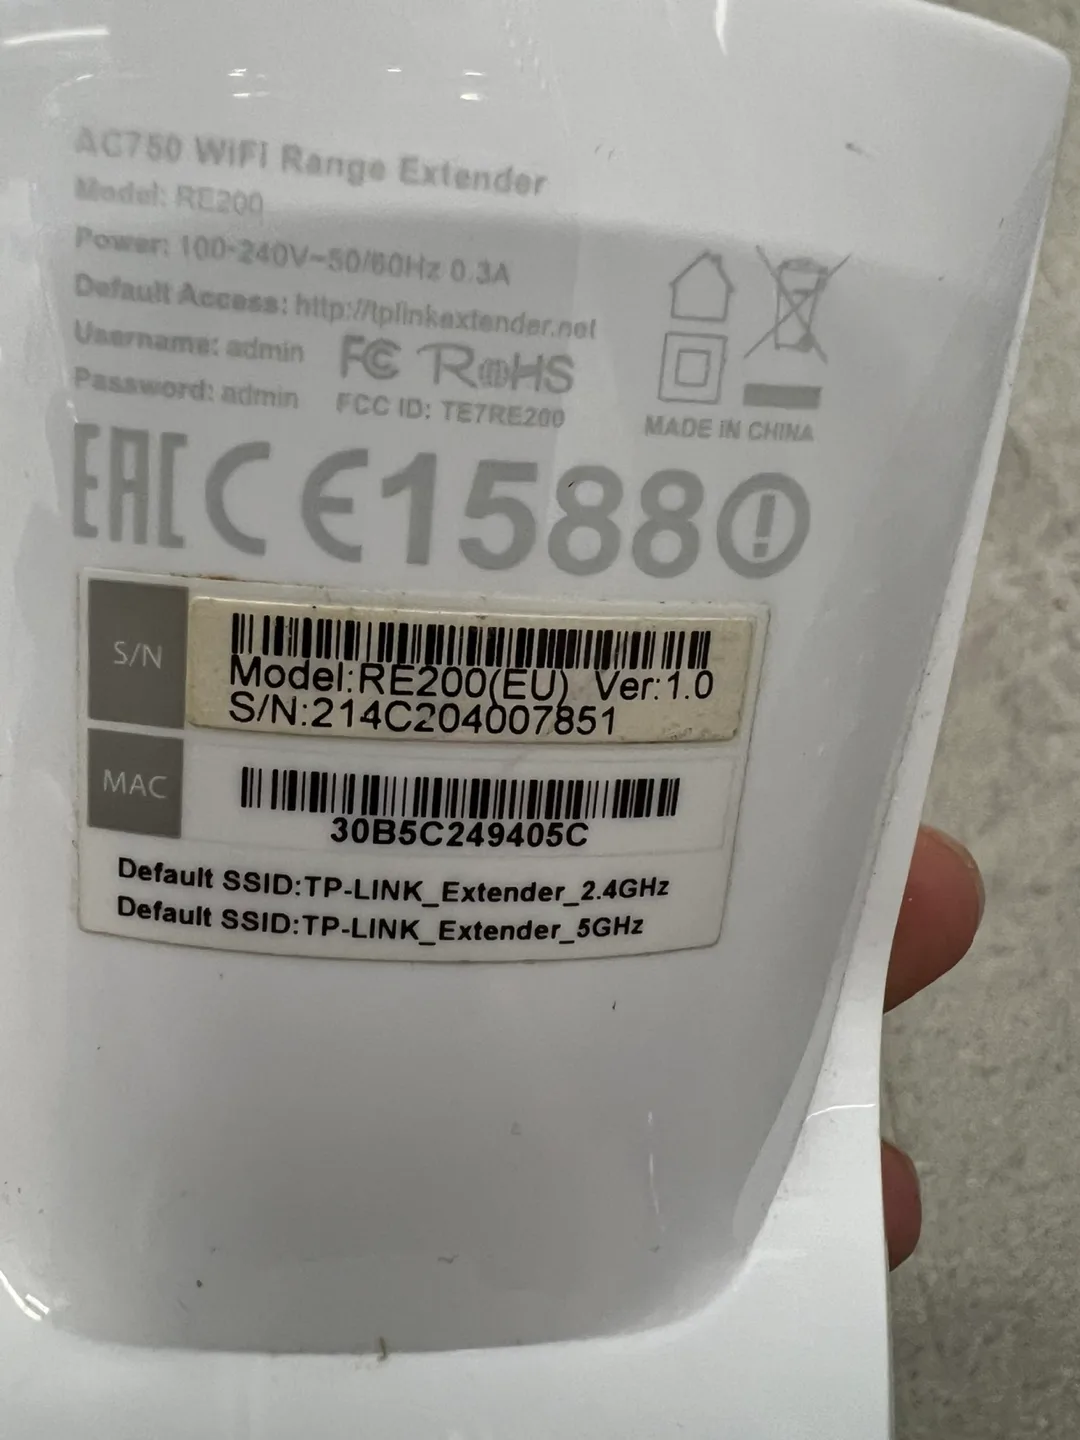 AC750 WiFi Range Extender
Model: RE200
Power: 100-240V~50/60Hz 0.3A
Default Access: http://tplinkextender.net
Username: admin
Password: admin
FC RoHS
FCC ID: TE7RE200
MADE IN CHINA
EAC CE1588
S/N
Model:RE200(EU) Ver:1.0
S/N:214C204007851
MAC
30B5C249405C
Default SSID:TP-LINK_Extender_2.4GHz
Default SSID:TP-LINK_Extender_5GHz